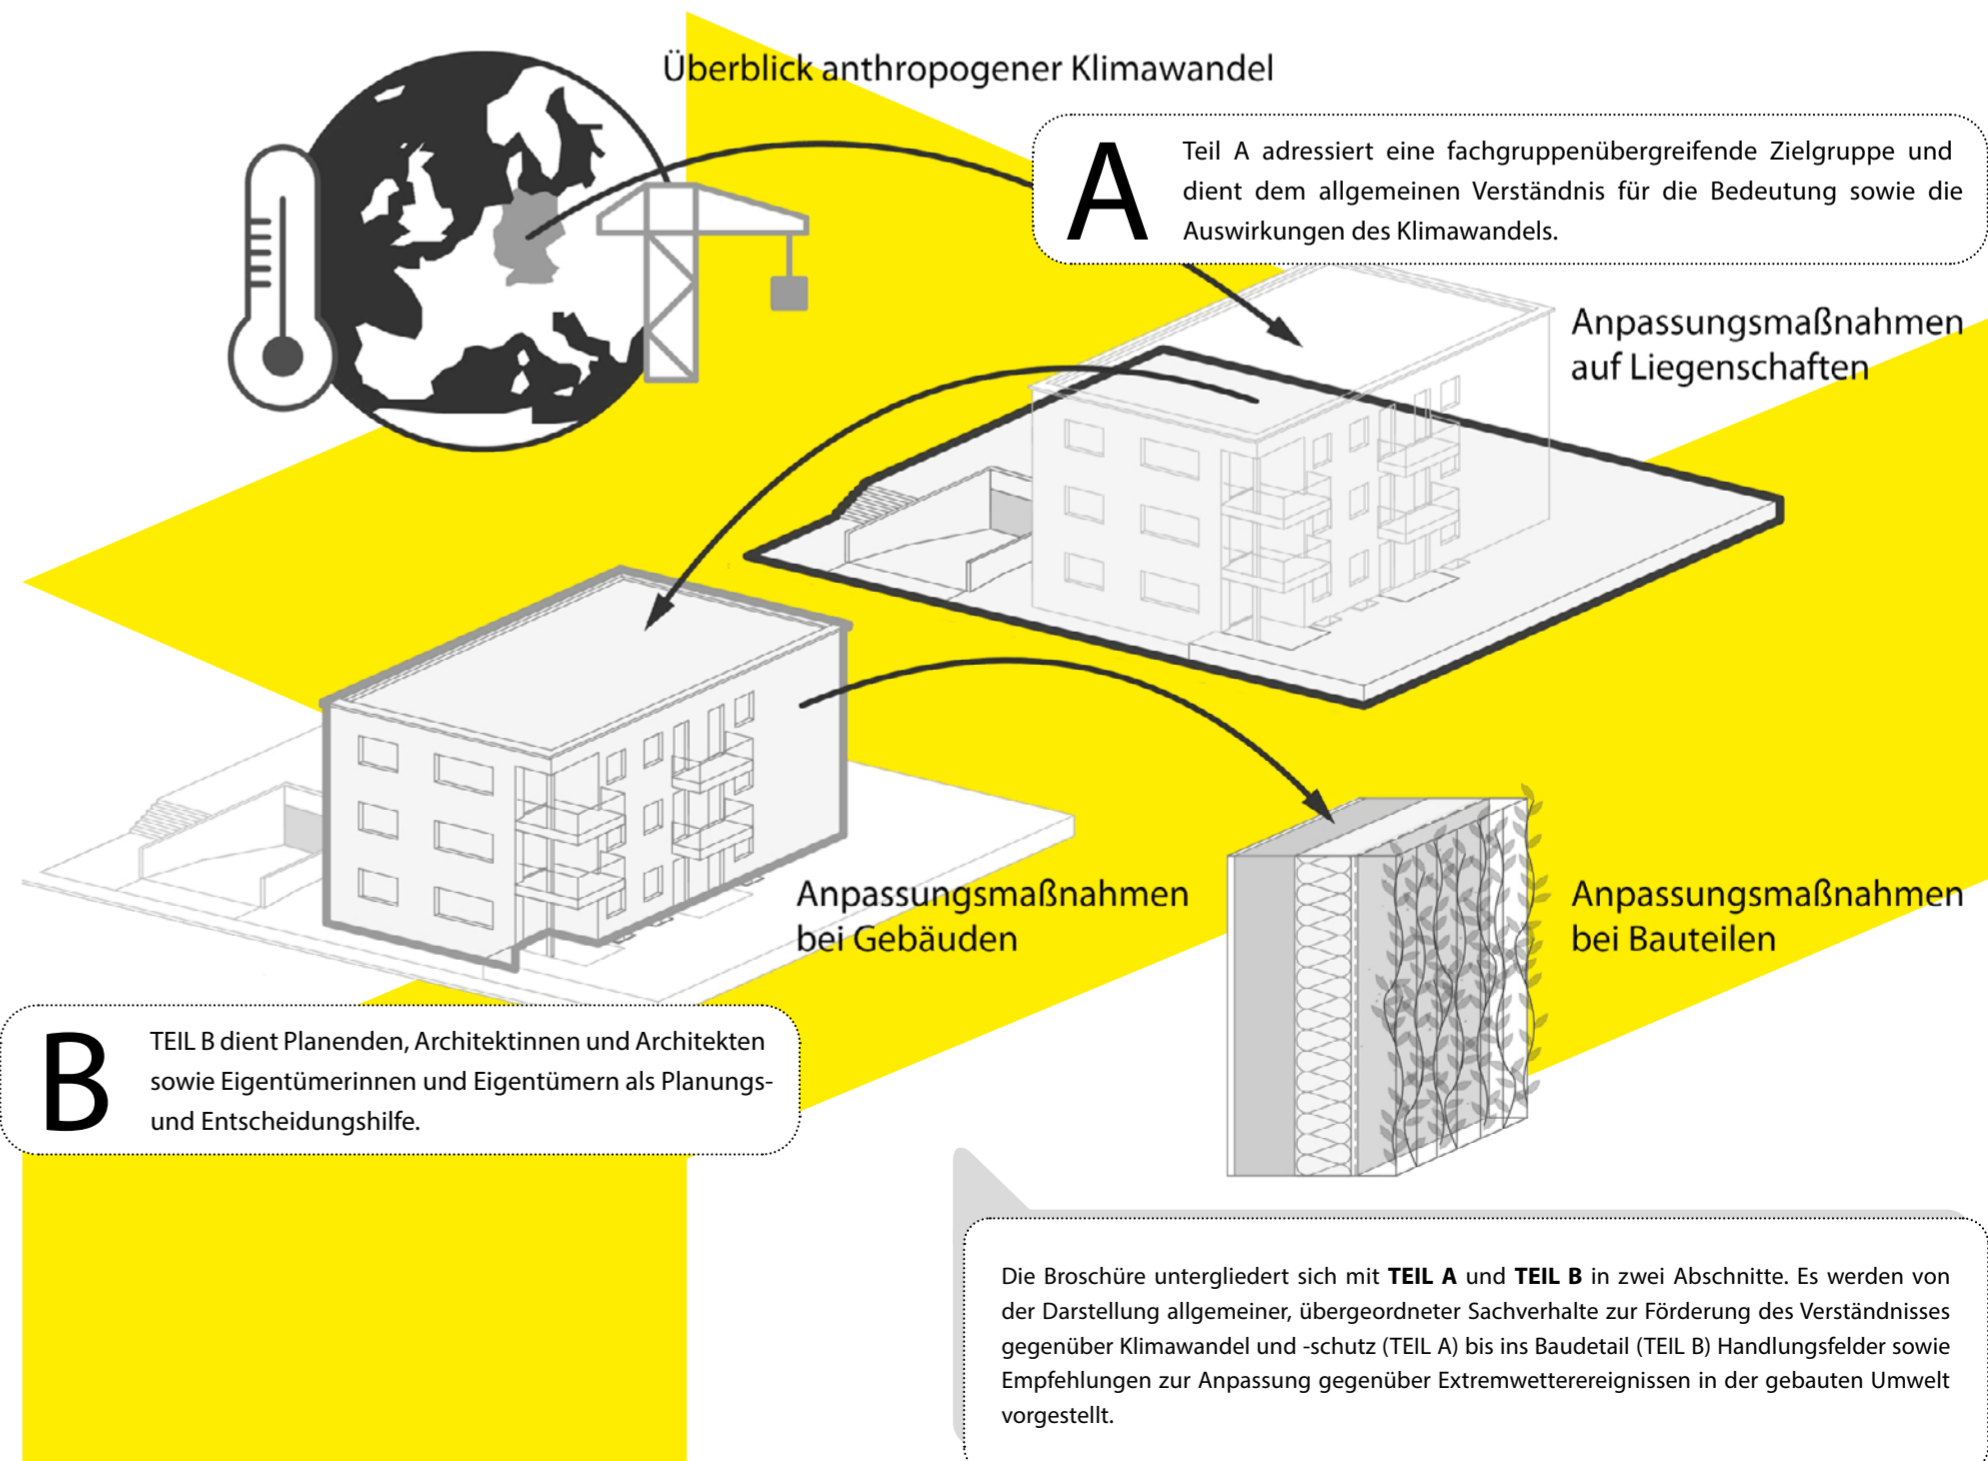 Überblick anthropogener Klimawandel
A
Teil A adressiert eine fachgruppenübergreifende Zielgruppe und
dient dem allgemeinen Verständnis für die Bedeutung sowie die
Auswirkungen des Klimawandels.
Anpassungsmaßnahmen
auf Liegenschaften
Anpassungsmaßnahmen
bei Gebäuden
Anpassungsmaßnahmen
bei Bauteilen
B
TEIL B dient Planenden, Architektinnen und Architekten
sowie Eigentümerinnen und Eigentümern als Planungs-
und Entscheidungshilfe.
Die Broschüre untergliedert sich mit TEIL A und TEIL B in zwei Abschnitte. Es werden von
der Darstellung allgemeiner, übergeordneter Sachverhalte zur Förderung des Verständnisses
gegenüber Klimawandel und -schutz (TEIL A) bis ins Baudetail (TEIL B) Handlungsfelder sowie
Empfehlungen zur Anpassung gegenüber Extremwetterereignissen in der gebauten Umwelt
vorgestellt.